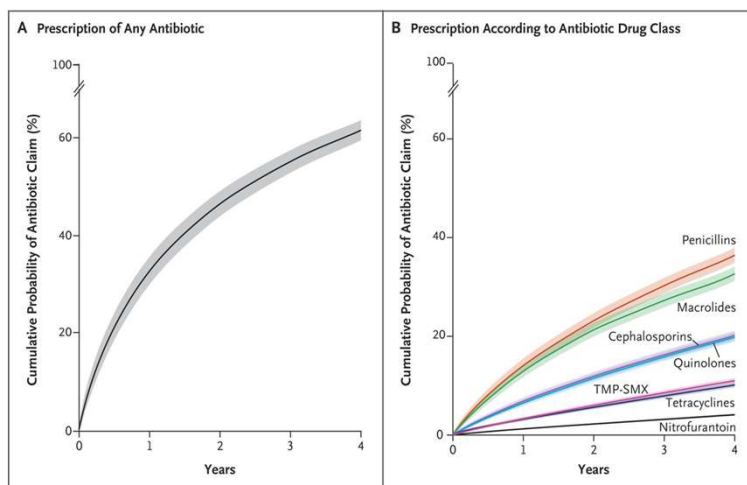 A Prescription of Any Antibiotic
Cumulative Probability of Antibiotic Claim (%)
100
60
40
20
0
0 1 2 3 4
Years
B Prescription According to Antibiotic Drug Class
Cumulative Probability of Antibiotic Claim (%)
100
60
40
20
0
Penicillins
Macrolides
Cephalosporins
Quinolones
TMP-SMX
Tetracyclines
Nitrofurantoin
0 1 2 3 4
Years